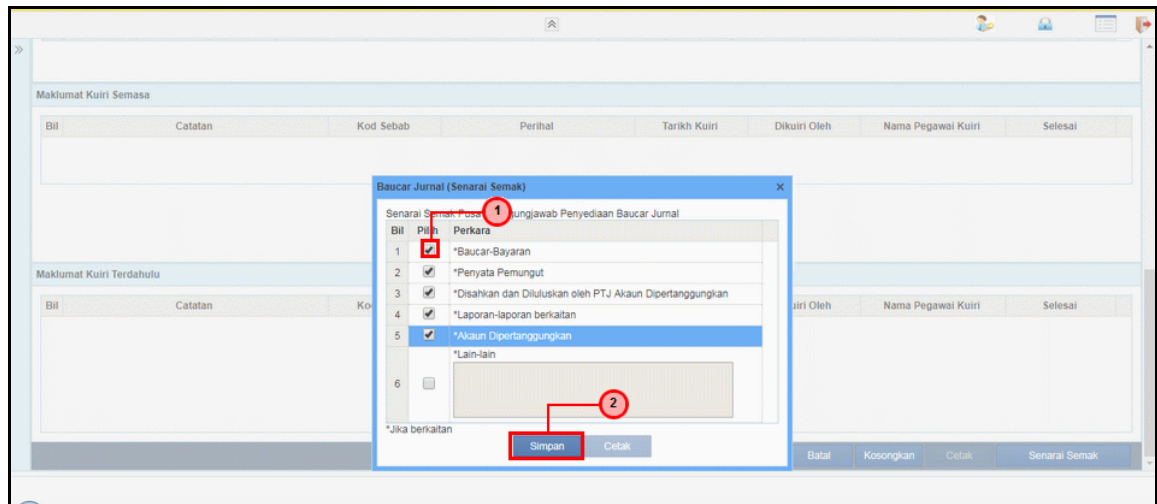 Maklumat Kuiri Semasa
Bil Catatan Kod Sebab Perihal Tarikh Kuiri Dikuiri Oleh Nama Pegawai Kuiri Selesai
Baucar Jurnal (Senarai Semak)
Senarai Semak Pusat 1 ungjawab Penyediaan Baucar Jurnal
Bil Pilih Perkara
1 *Baucar-Bayaran
2 *Penyata Pemungut
3 *Disahkan dan Diluluskan oleh PTJ Akaun Dipertanggungkan
4 *Laporan-laporan berkaitan
5 *Akaun Dipertanggungkan
*Lain-lain
6
2
*Jika berkaitan
Simpan Cetak
Maklumat Kuiri Terdahulu
Bil Catatan Ko uiri Oleh Nama Pegawai Kuiri Selesai
Batal Kosongkan Cetak Senarai Semak